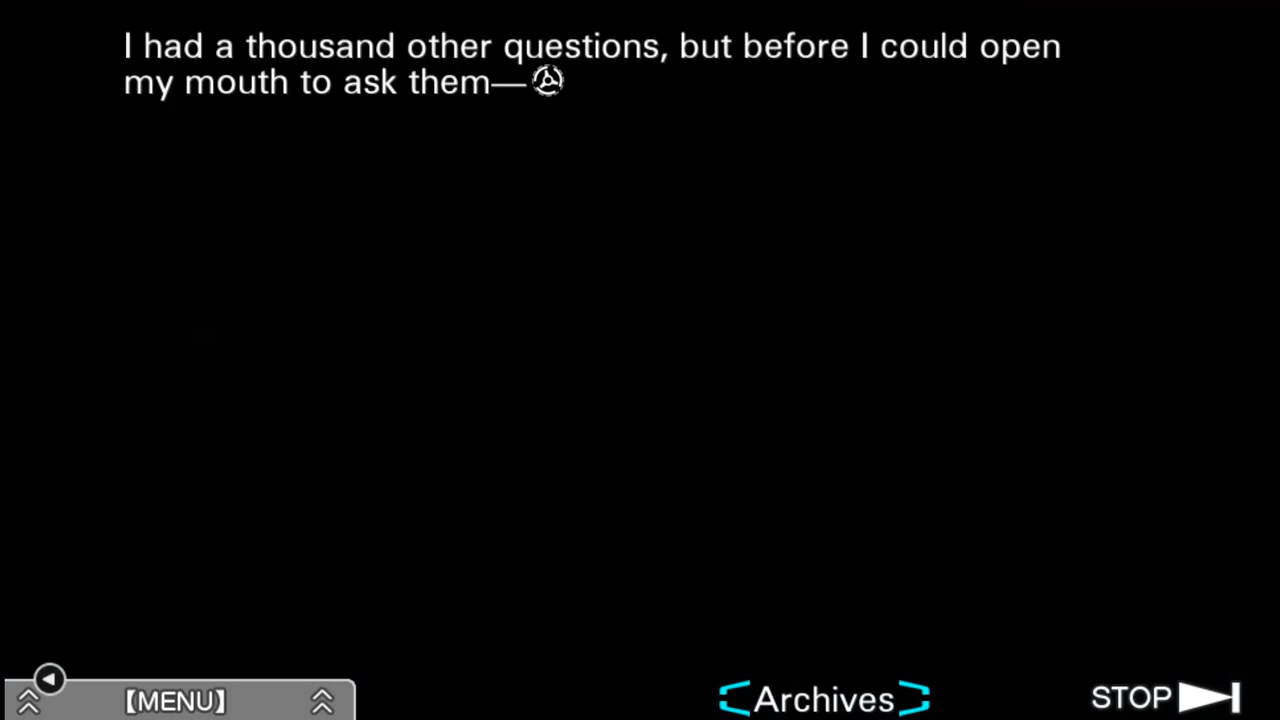 I had a thousand other questions, but before I could open
my mouth to ask them—
【MENU】
Archives
STOP